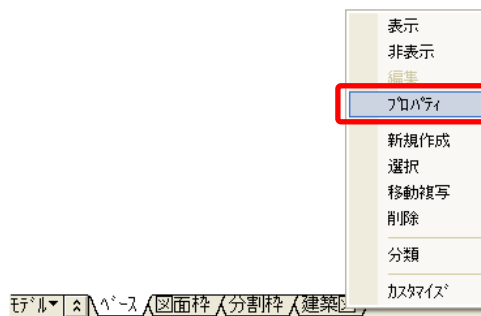 表示
非表示
編集
ﾌﾟﾛﾊﾟﾃｨ
新規作成
選択
移動複写
削除
分類
ｶｽﾀﾏｲｽﾞ
ﾓﾃﾞﾙ▼ ﾍﾞｰｽ 図面枠 分割枠 建築